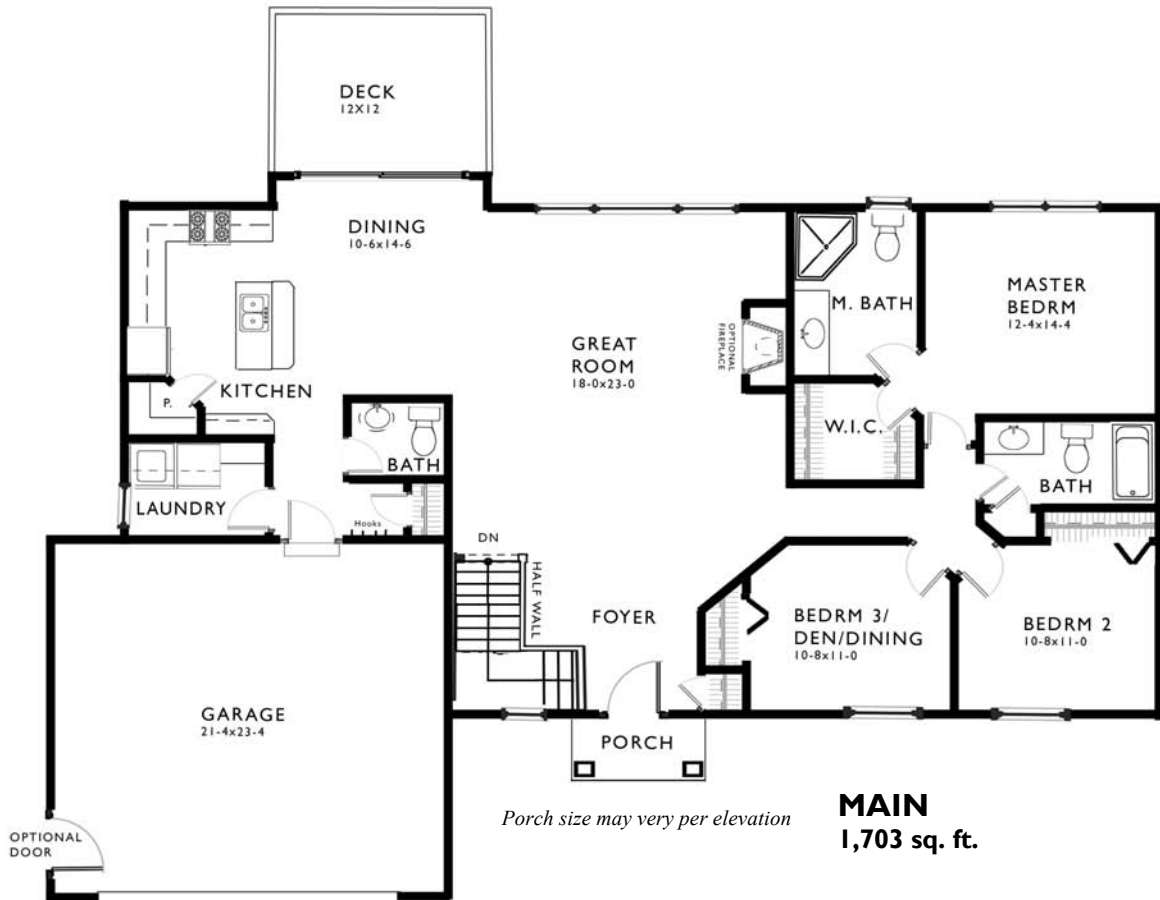 DECK
12X12
DINING
10-6x14-6
MASTER
BEDRM
12-4x14-4
M. BATH
GREAT
ROOM
18-0x23-0
OPTIONAL
FIREPLACE
KITCHEN
P.
W.I.C.
BATH
BATH
LAUNDRY
Hooks
DN
HALF WALL
FOYER
BEDRM 3/
DEN/DINING
10-8x11-0
BEDRM 2
10-8x11-0
GARAGE
21-4x23-4
PORCH
OPTIONAL
DOOR
Porch size may very per elevation
MAIN
1,703 sq. ft.